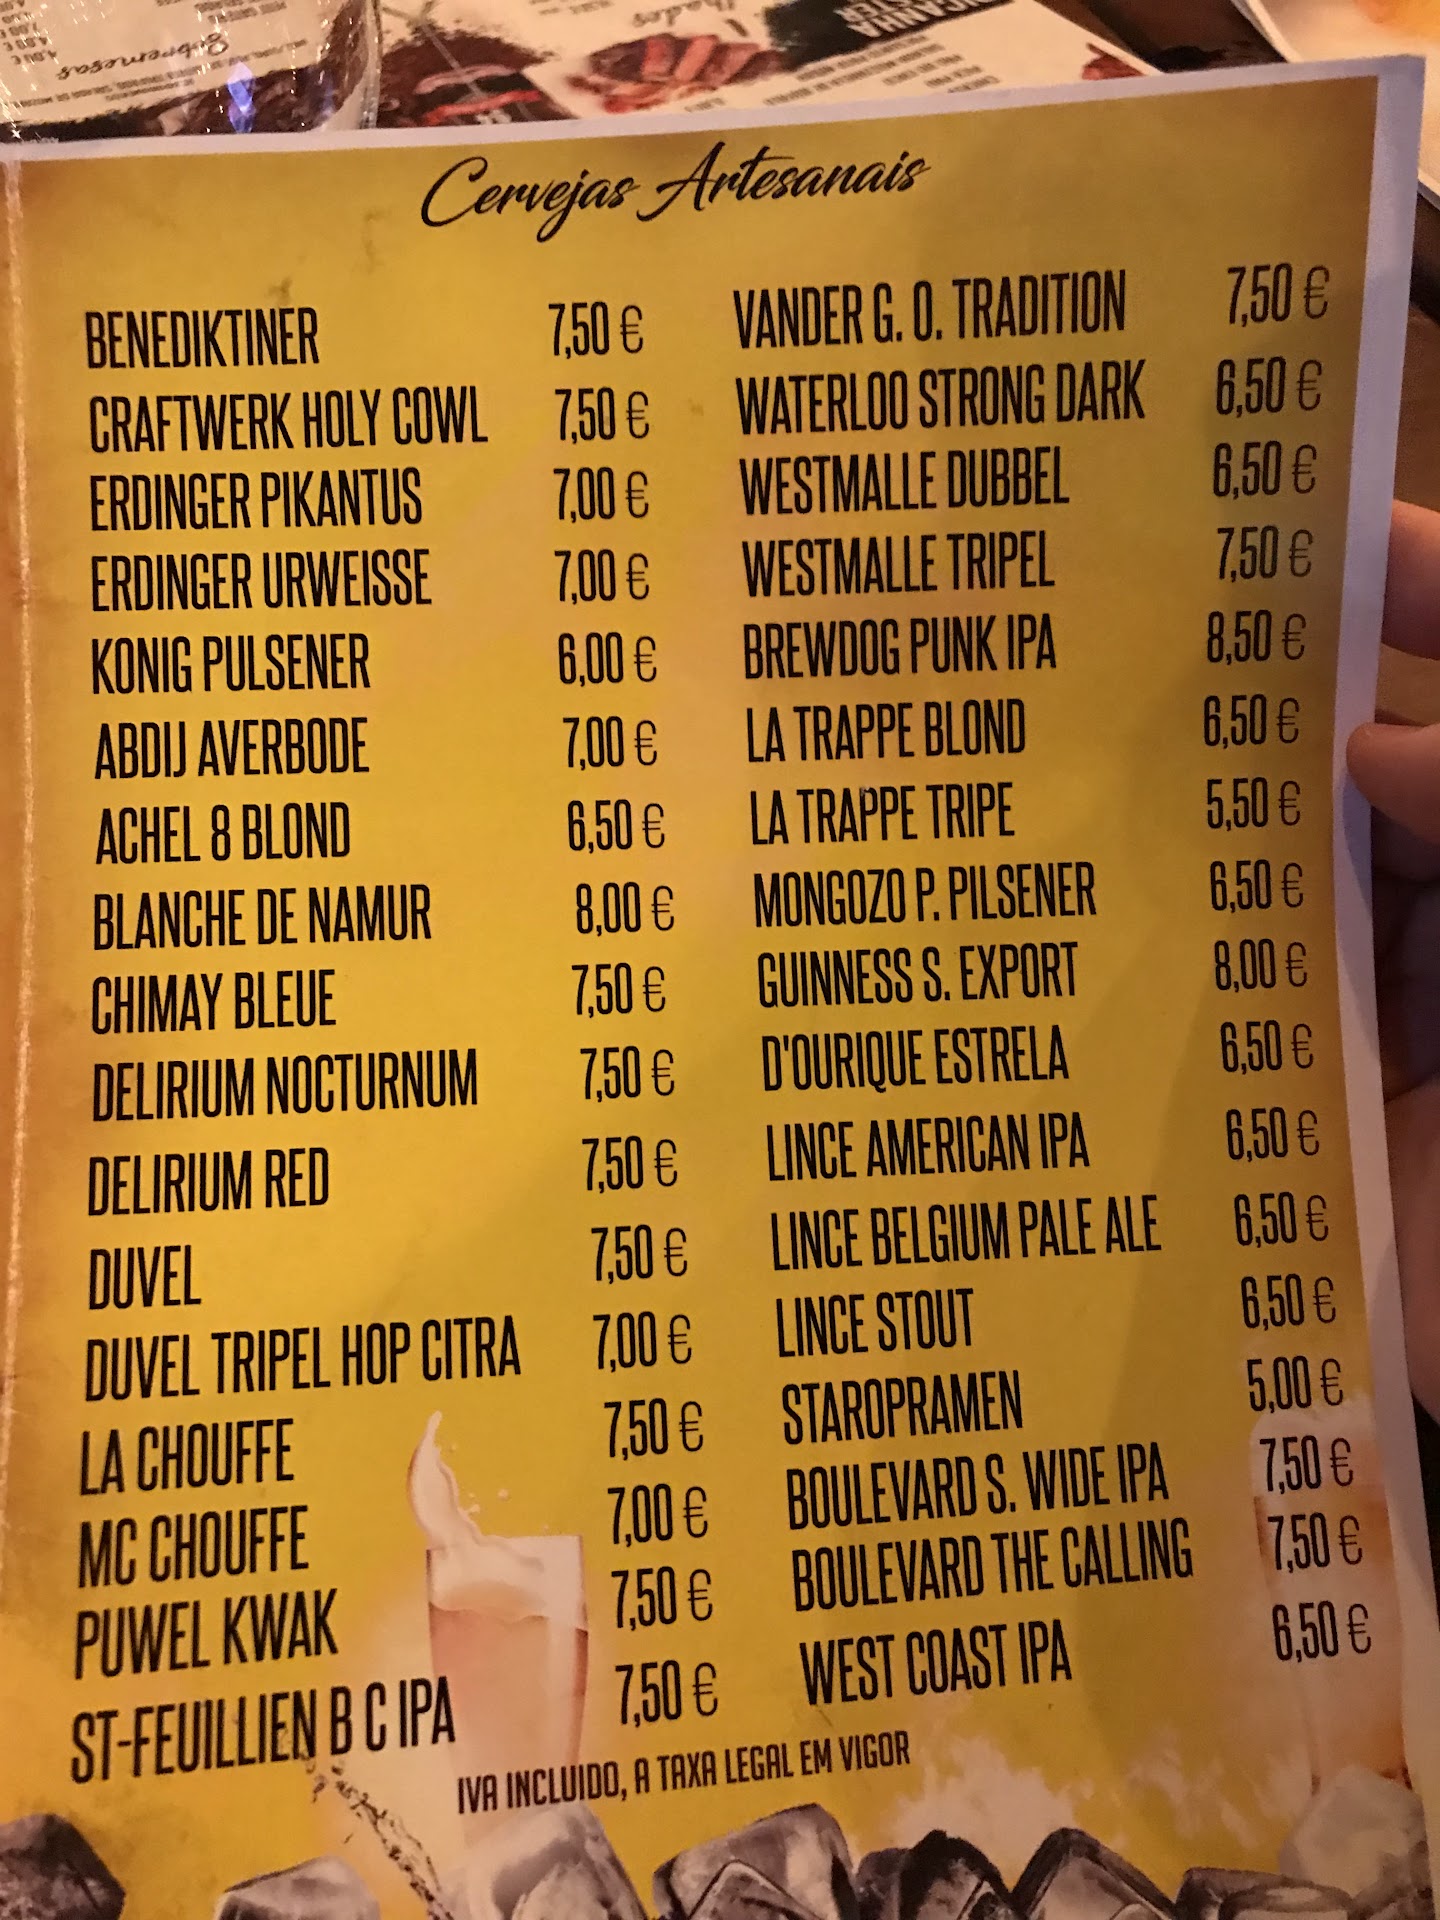 Sobremesas
PICANHA
Cervejas Artesanais
BENEDIKTINER 7,50 €
CRAFTWERK HOLY COWL 7,50 €
ERDINGER PIKANTUS 7,00 €
ERDINGER URWEISSE 7,00 €
KONIG PULSENER 6,00 €
ABDIJ AVERBODE 7,00 €
ACHEL 8 BLOND 6,50 €
BLANCHE DE NAMUR 8,00 €
CHIMAY BLEUE 7,50 €
DELIRIUM NOCTURNUM 7,50 €
DELIRIUM RED 7,50 €
DUVEL 7,50 €
DUVEL TRIPEL HOP CITRA 7,00 €
LA CHOUFFE 7,50 €
MC CHOUFFE 7,00 €
PUWEL KWAK 7,50 €
ST-FEUILLIEN B C IPA 7,50 €
VANDER G. O. TRADITION 7,50 €
WATERLOO STRONG DARK 6,50 €
WESTMALLE DUBBEL 6,50 €
WESTMALLE TRIPEL 7,50 €
BREWDOG PUNK IPA 8,50 €
LA TRAPPE BLOND 6,50 €
LA TRAPPE TRIPE 5,50 €
MONGOZO P. PILSENER 6,50 €
GUINNESS S. EXPORT 8,00 €
D'OURIQUE ESTRELA 6,50 €
LINCE AMERICAN IPA 6,50 €
LINCE BELGIUM PALE ALE 6,50 €
LINCE STOUT 6,50 €
STAROPRAMEN 5,00 €
BOULEVARD S. WIDE IPA 7,50 €
BOULEVARD THE CALLING 7,50 €
WEST COAST IPA 6,50 €
IVA INCLUIDO, A TAXA LEGAL EM VIGOR